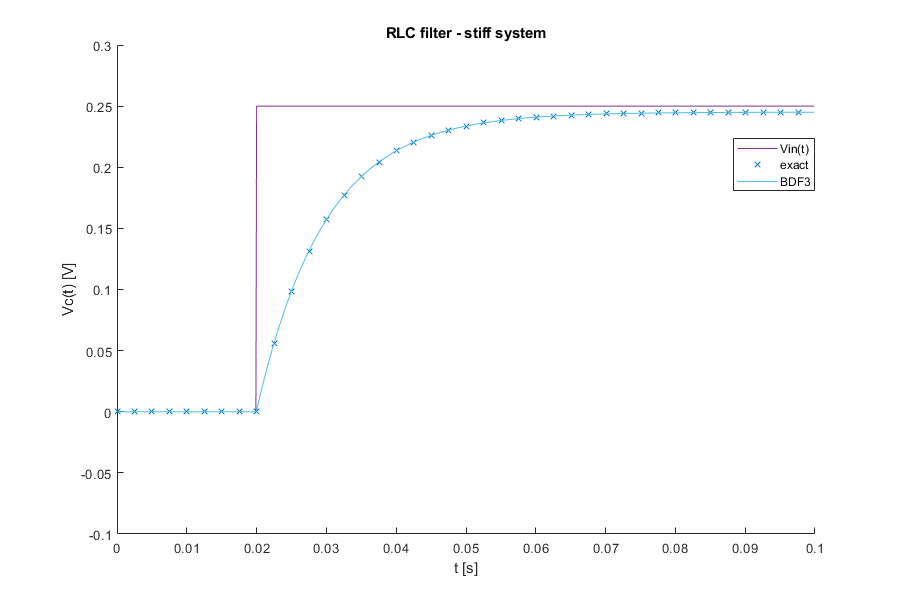 RLC filter - stiff system
0.3
0.25
0.2
0.15
0.1
0.05
0
-0.05
-0.1
Vc(t) [V]
Vin(t)
exact
BDF3
0 0.01 0.02 0.03 0.04 0.05 0.06 0.07 0.08 0.09 0.1
t [s]